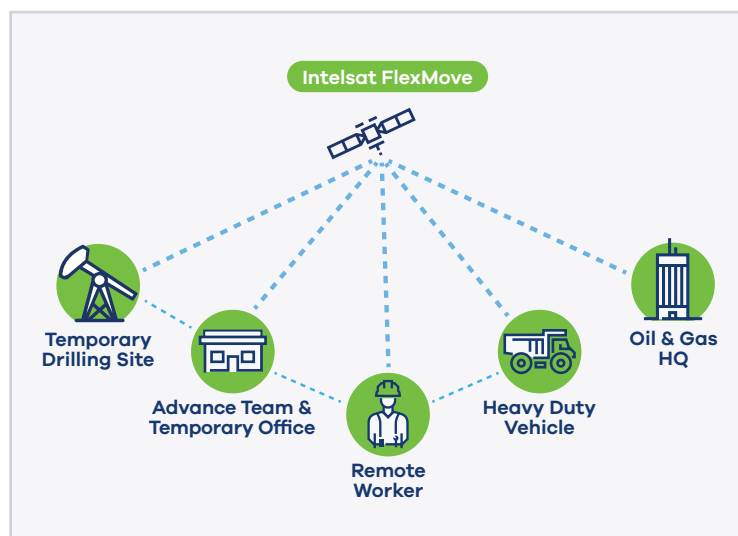 Intelsat FlexMove
Temporary
Drilling Site
Advance Team &
Temporary Office
Remote
Worker
Heavy Duty
Vehicle
Oil & Gas
HQ